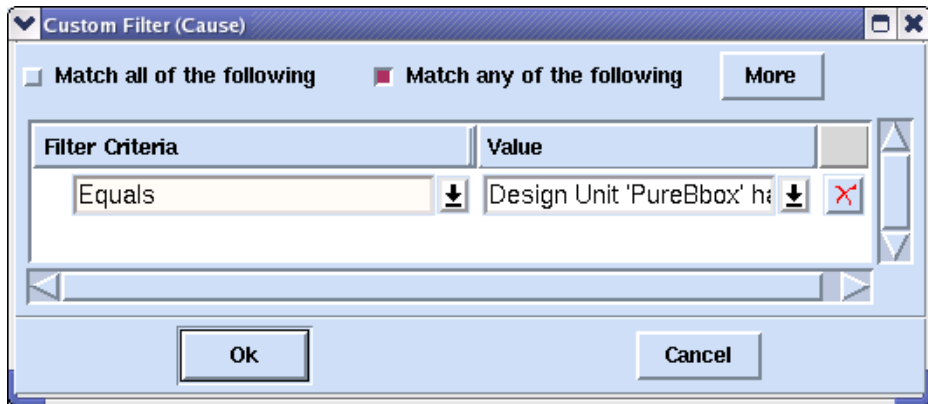 Custom Filter (Cause)
Match all of the following Match any of the following More
Filter Criteria Value
Equals Design Unit 'PureBbox' ha
Ok Cancel